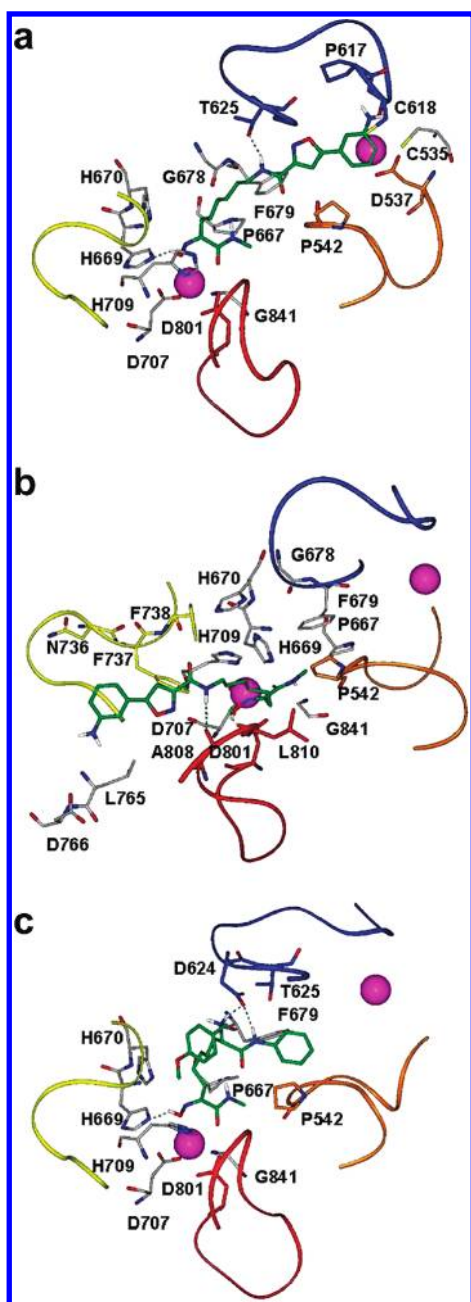 a
P617
T625
C618
C535
H670
G678
F679
D537
P667
P542
H669
H709
D801
G841
D707
b
G678
H670
F738
F679
N736
H709
P667
F737
H669
P542
D707
G841
A808
D801
L810
L765
D766
c
D624
T625
F679
H670
P667
H669
P542
H709
D801
G841
D707